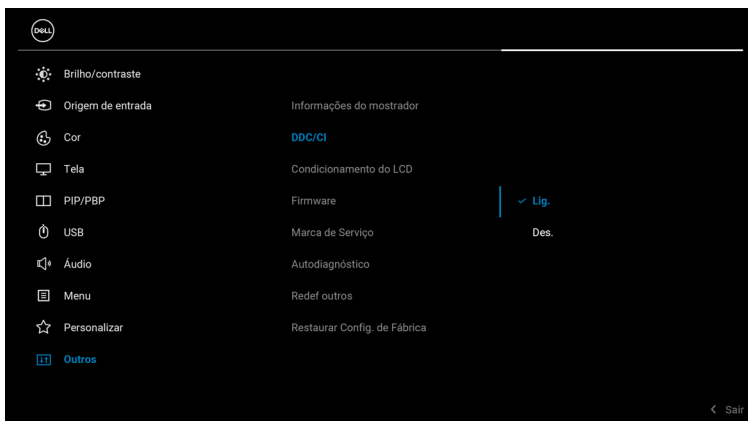 DELL
Brilho/contraste
Origem de entrada
Informações do mostrador
Cor
DDC/CI
Tela
Condicionamento do LCD
PIP/PBP
Firmware
Lig.
USB
Marca de Serviço
Des.
Áudio
Autodiagnóstico
Menu
Redef outros
Personalizar
Restaurar Config. de Fábrica
Outros
Sair